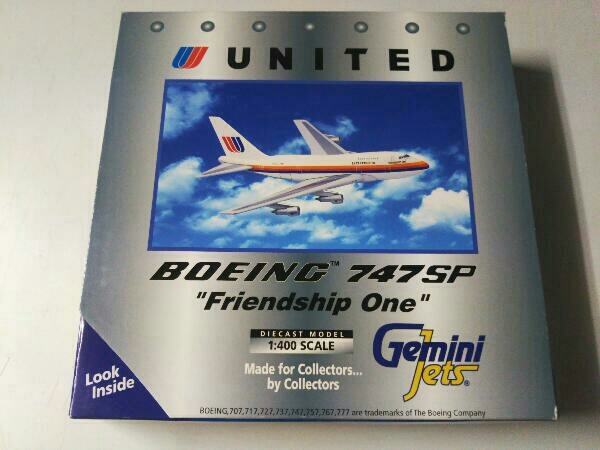 UNITED
BOEING™ 747SP
"Friendship One"
DIECAST MODEL
1:400 SCALE
Gemini
Jets®
Look
Inside
Made for Collectors...
by Collectors
BOEING,707,717,727,737,747,757,767,777 are trademarks of The Boeing Company